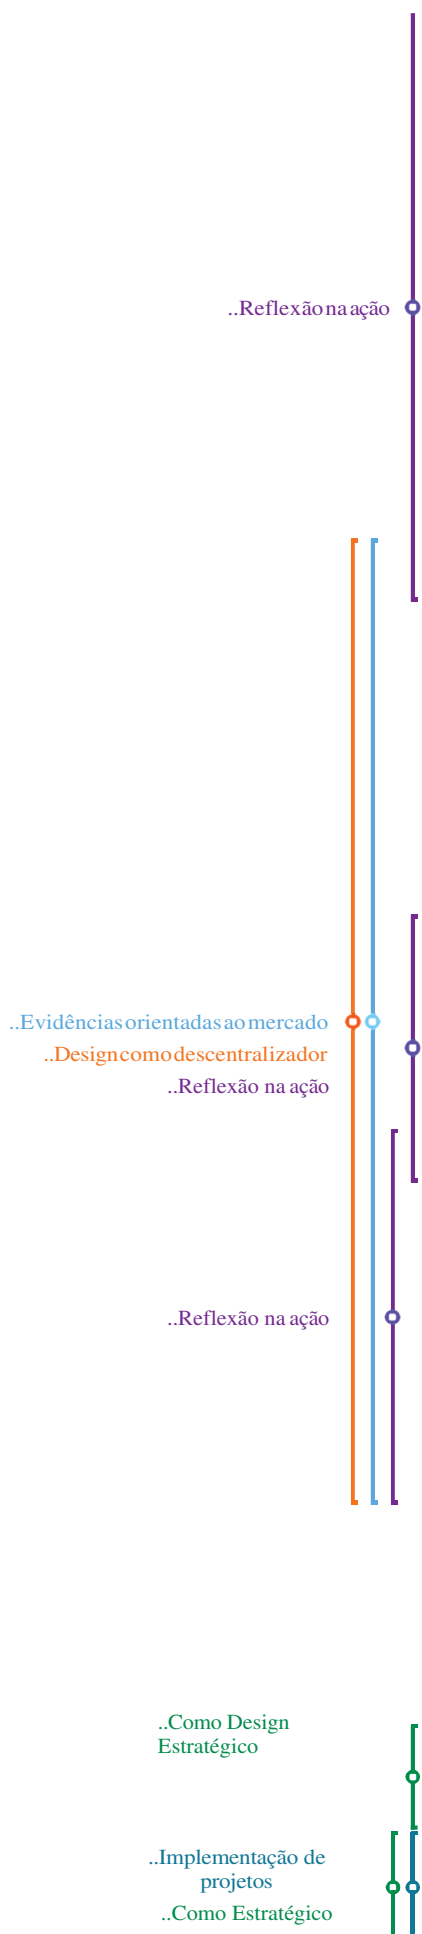 ..Reflexão na ação
..Evidências orientadas ao mercado
..Design como descentralizador
..Reflexão na ação
..Reflexão na ação
..Como Design
Estratégico
..Implementação de
projetos
..Como Estratégico